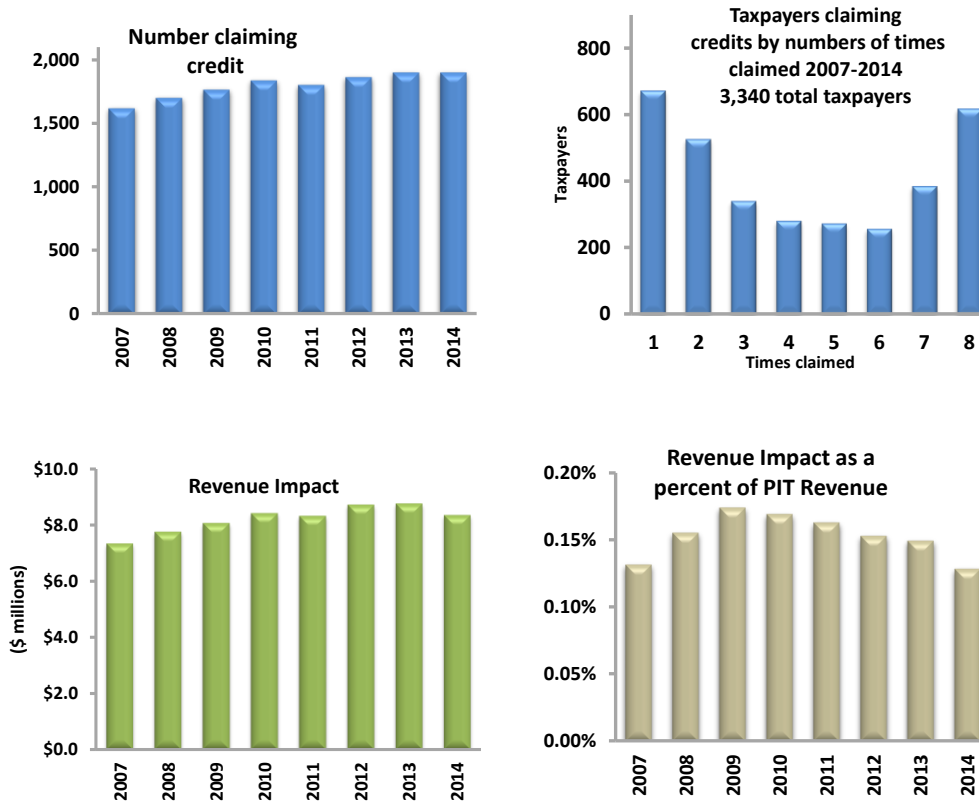 Number claiming
credit
2,000
1,500
1,000
500
0
2007 2008 2009 2010 2011 2012 2013 2014
Taxpayers claiming
credits by numbers of times
claimed 2007-2014
3,340 total taxpayers
Taxpayers
800
600
400
200
0
1 2 3 4 5 6 7 8
Times claimed
Revenue Impact
($ millions)
$10.0
$8.0
$6.0
$4.0
$2.0
$0.0
2007 2008 2009 2010 2011 2012 2013 2014
Revenue Impact as a
percent of PIT Revenue
0.20%
0.15%
0.10%
0.05%
0.00%
2007 2008 2009 2010 2011 2012 2013 2014